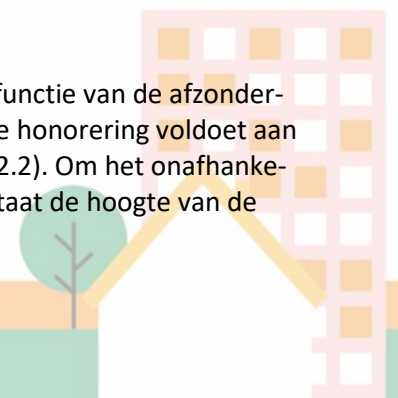 functie van de afzonder-
e honorering voldoet aan
2.2). Om het onafhanke-
taat de hoogte van de